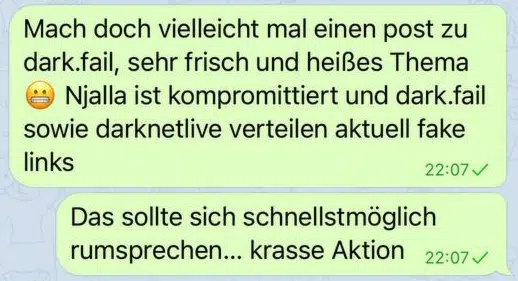 Mach doch vielleicht mal einen post zu
dark.fail, sehr frisch und heißes Thema
😬 Njalla ist kompromittiert und dark.fail
sowie darknetlive verteilen aktuell fake
links
22:07
Das sollte sich schnellstmöglich
rumsprechen... krasse Aktion
22:07